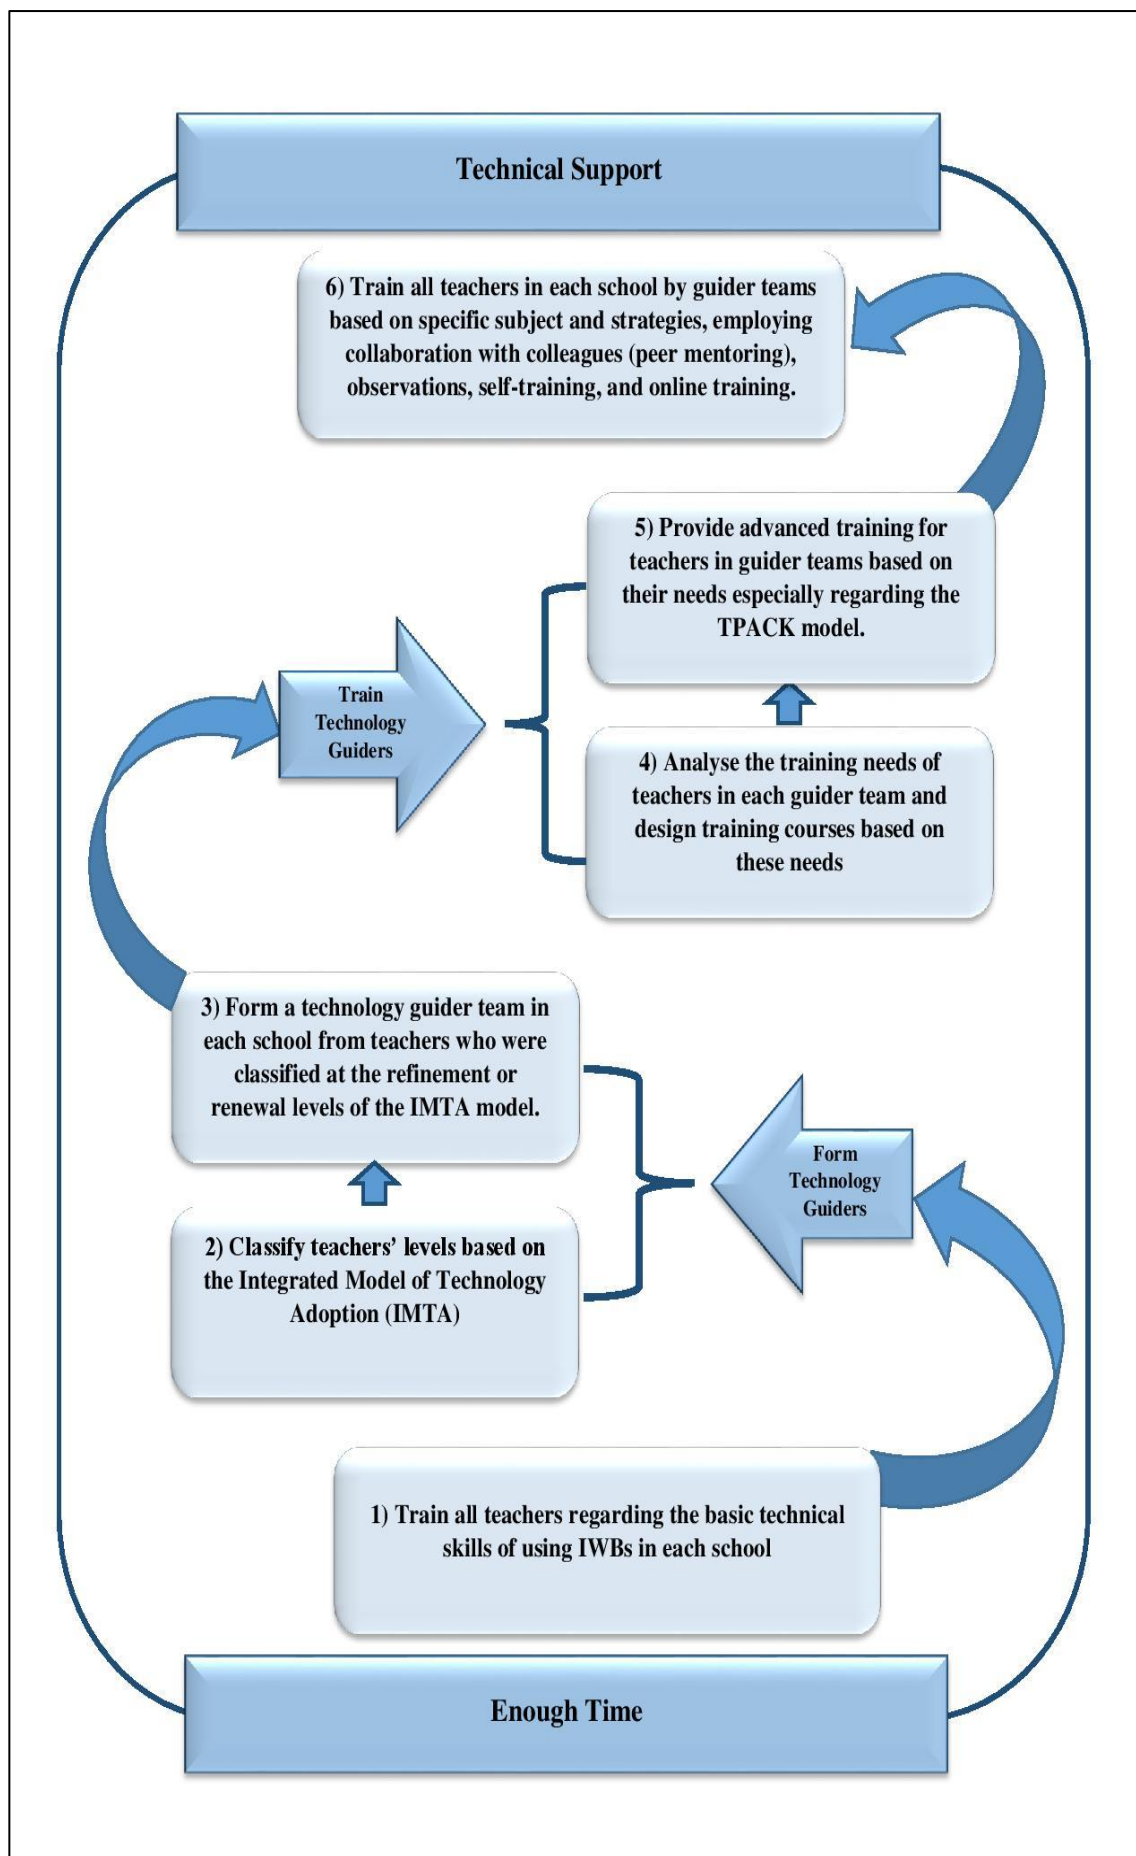 Technical Support
6) Train all teachers in each school by guider teams
based on specific subject and strategies, employing
collaboration with colleagues (peer mentoring),
observations, self-training, and online training.
5) Provide advanced training for
teachers in guider teams based on
their needs especially regarding the
TPACK model.
Train
Technology
Guiders
4) Analyse the training needs of
teachers in each guider team and
design training courses based on
these needs
3) Form a technology guider team in
each school from teachers who were
classified at the refinement or
renewal levels of the IMTA model.
Form
Technology
Guiders
2) Classify teachers’ levels based on
the Integrated Model of Technology
Adoption (IMTA)
1) Train all teachers regarding the basic technical
skills of using IWBs in each school
Enough Time